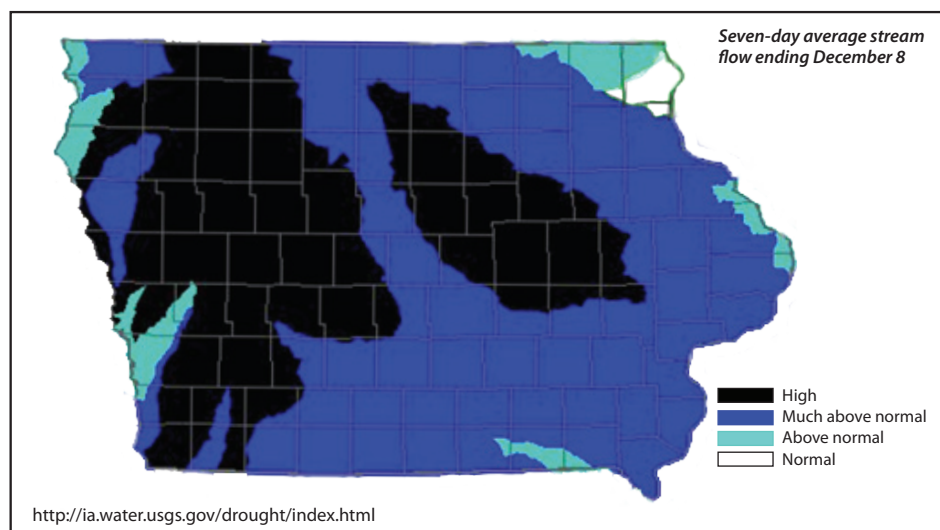 Seven-day average stream
flow ending December 8
High
Much above normal
Above normal
Normal
http://ia.water.usgs.gov/drought/index.html